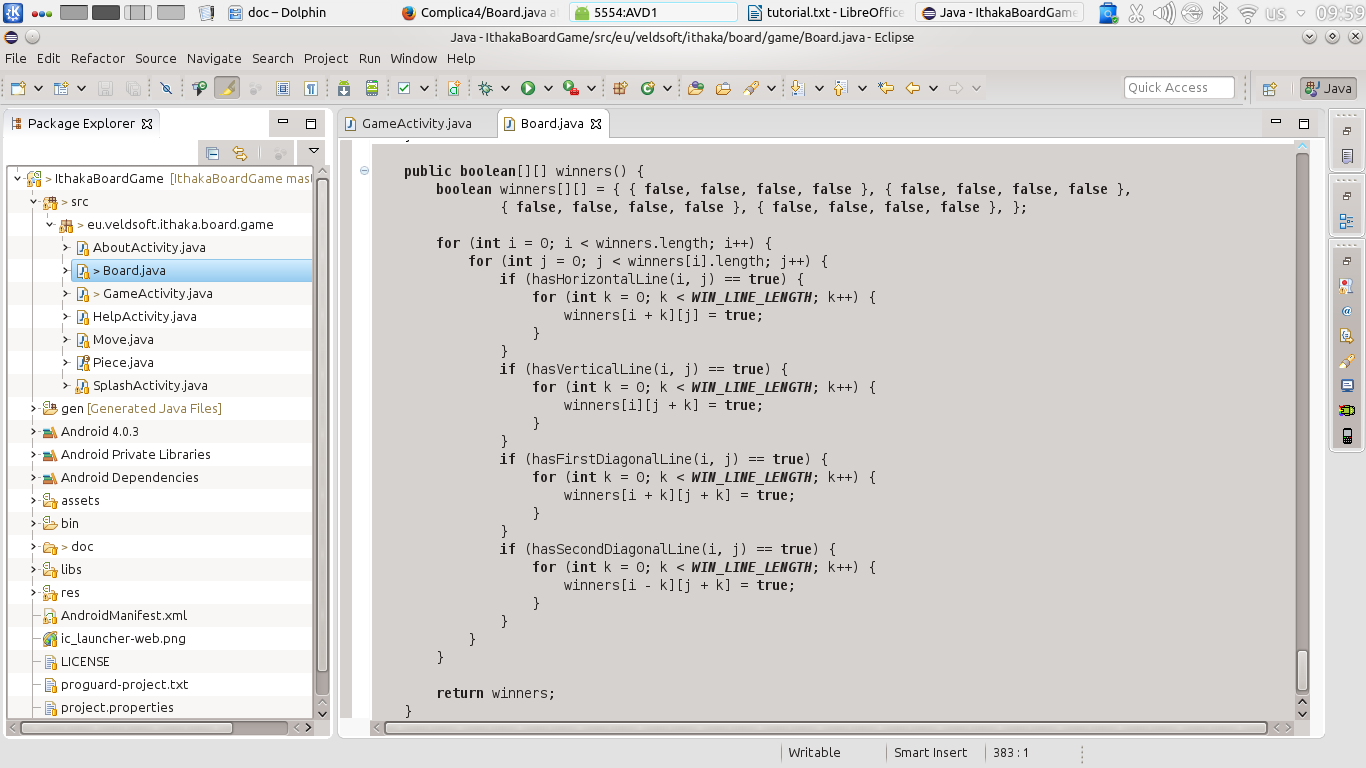 doc – Dolphin
Complica4/Board.java a
5554:AVD1
tutorial.txt - LibreOffice
Java - IthakaBoardGame
us
09:59
Java - IthakaBoardGame/src/eu/veldsoft/ithaka/board/game/Board.java - Eclipse
File Edit Refactor Source Navigate Search Project Run Window Help
Quick Access
Java
Package Explorer
GameActivity.java
Board.java
> IthakaBoardGame [IthakaBoardGame mast
> src
> eu.veldsoft.ithaka.board.game
AboutActivity.java
> Board.java
> GameActivity.java
HelpActivity.java
Move.java
Piece.java
SplashActivity.java
gen [Generated Java Files]
Android 4.0.3
Android Private Libraries
Android Dependencies
assets
bin
> doc
libs
res
AndroidManifest.xml
ic_launcher-web.png
LICENSE
proguard-project.txt
project.properties
public boolean[][] winners() {
boolean winners[][] = { { false, false, false, false }, { false, false, false, false },
{ false, false, false, false }, { false, false, false, false }, };
for (int i = 0; i < winners.length; i++) {
for (int j = 0; j < winners[i].length; j++) {
if (hasHorizontalLine(i, j) == true) {
for (int k = 0; k < WIN_LINE_LENGTH; k++) {
winners[i + k][j] = true;
}
}
if (hasVerticalLine(i, j) == true) {
for (int k = 0; k < WIN_LINE_LENGTH; k++) {
winners[i][j + k] = true;
}
}
if (hasFirstDiagonalLine(i, j) == true) {
for (int k = 0; k < WIN_LINE_LENGTH; k++) {
winners[i + k][j + k] = true;
}
}
if (hasSecondDiagonalLine(i, j) == true) {
for (int k = 0; k < WIN_LINE_LENGTH; k++) {
winners[i - k][j + k] = true;
}
}
}
}
return winners;
}
Writable
Smart Insert
383 : 1